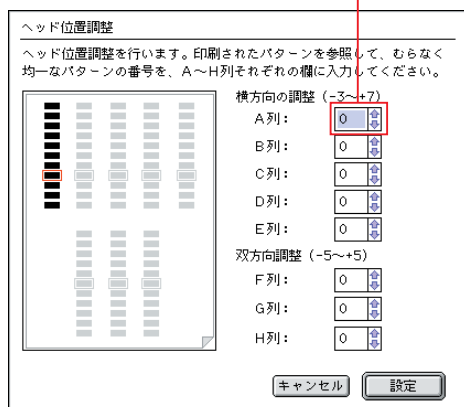 ヘッド位置調整
ヘッド位置調整を行います。印刷されたパターンを参照して、むらなく
均一なパターンの番号を、A〜H列それぞれの欄に入力してください。
横方向の調整（-3〜+7）
A列： 0
B列： 0
C列： 0
D列： 0
E列： 0
双方向調整（-5〜+5）
F列： 0
G列： 0
H列： 0
キャンセル 設定